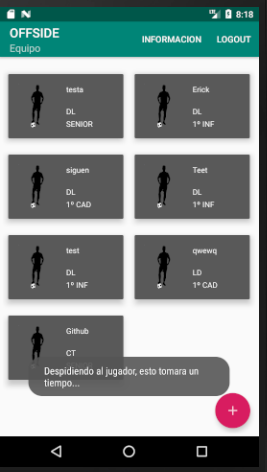 8:18
OFFSIDE
Equipo
INFORMACION LOGOUT
testa
DL
SENIOR
Erick
DL
1º INF
siguen
DL
1º CAD
Teet
DL
1º INF
test
DL
1º INF
qwewq
LD
1º CAD
Github
CT
Despidiendo al jugador, esto tomara un
tiempo...
+